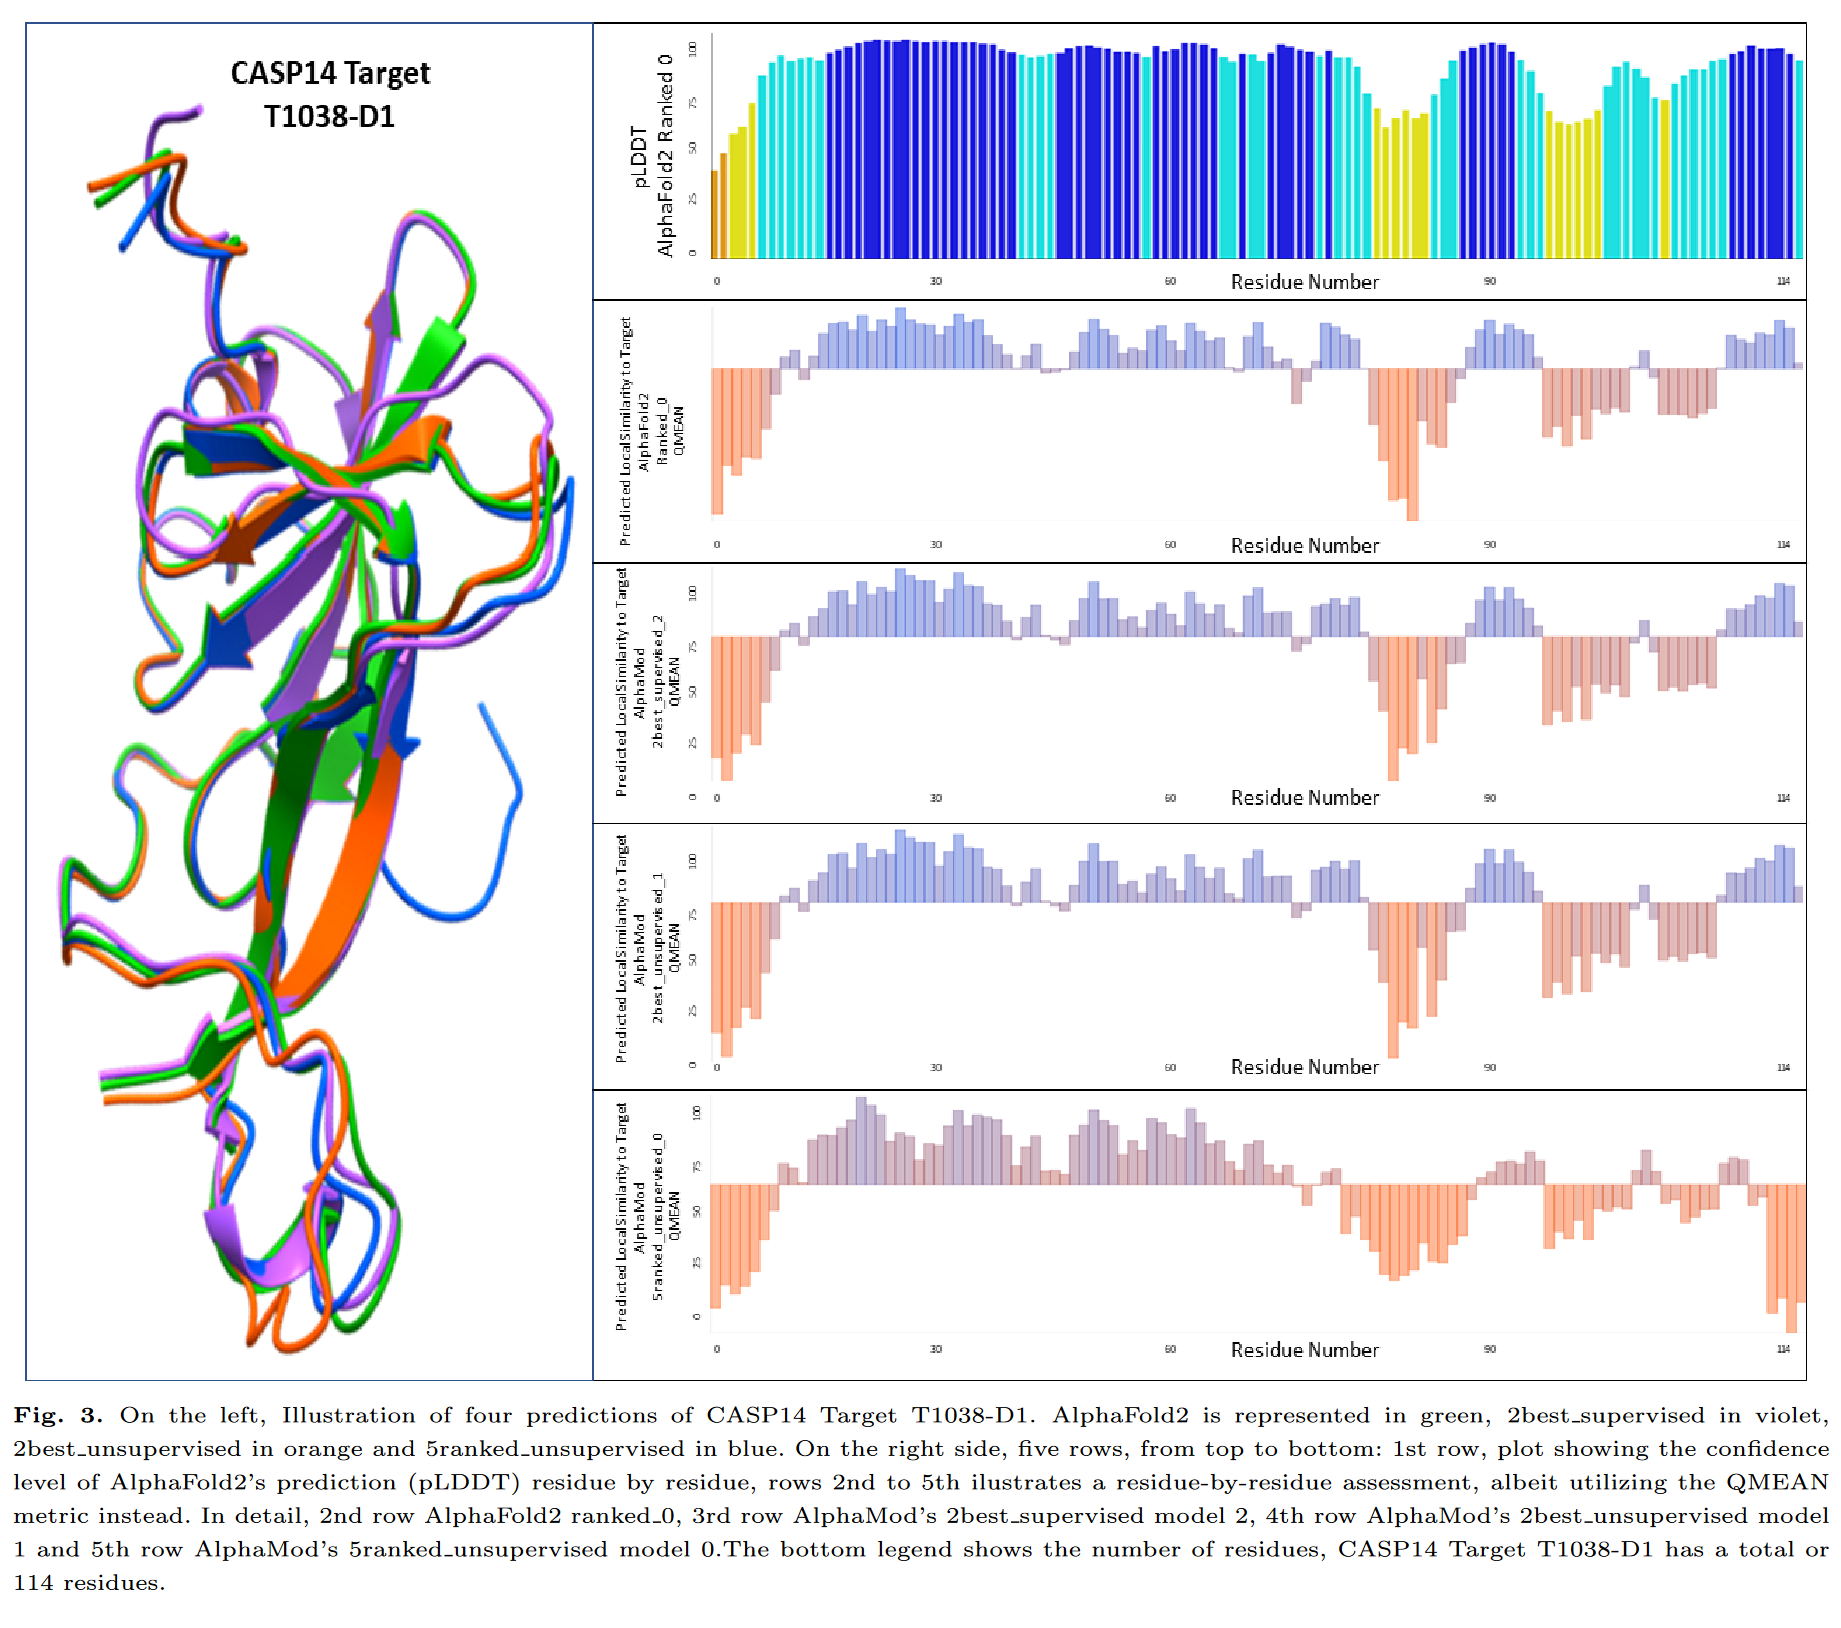 CASP14 Target
T1038-D1
pLDDT
AlphaFold2 Ranked 0
100
75
50
25
0
0 30 60 Residue Number 90 114
Predicted LocalSimilarity to Target
AlphaFold2
Ranked_0
QMEAN
0 30 60 Residue Number 90 114
Predicted LocalSimilarity to Target
AlphaMod
2best_supervised_2
QMEAN
100
75
50
25
0
0 30 60 Residue Number 90 114
Predicted LocalSimilarity to Target
AlphaMod
2best_unsupervised_1
QMEAN
100
75
50
25
0
0 30 60 Residue Number 90 114
Predicted LocalSimilarity to Target
AlphaMod
5ranked_unsupervised_0
QMEAN
100
75
50
25
0
0 30 60 Residue Number 90 114
Fig. 3. On the left, Illustration of four predictions of CASP14 Target T1038-D1. AlphaFold2 is represented in green, 2best_supervised in violet,
2best_unsupervised in orange and 5ranked_unsupervised in blue. On the right side, five rows, from top to bottom: 1st row, plot showing the confidence
level of AlphaFold2's prediction (pLDDT) residue by residue, rows 2nd to 5th ilustrates a residue-by-residue assessment, albeit utilizing the QMEAN
metric instead. In detail, 2nd row AlphaFold2 ranked_0, 3rd row AlphaMod's 2best_supervised model 2, 4th row AlphaMod's 2best_unsupervised model
1 and 5th row AlphaMod's 5ranked_unsupervised model 0.The bottom legend shows the number of residues, CASP14 Target T1038-D1 has a total or
114 residues.